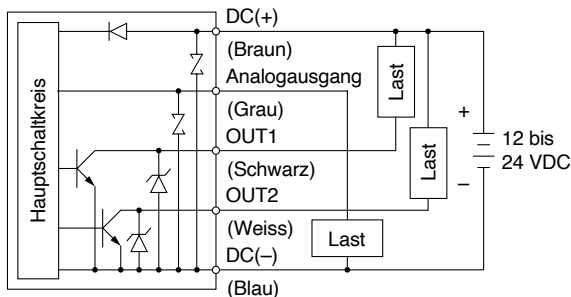 DC(+)
(Braun)
Analogausgang
(Grau)
OUT1
(Schwarz)
OUT2
(Weiss)
DC(–)
(Blau)
Hauptschaltkreis
Last
Last
Last
+
–
12 bis
24 VDC